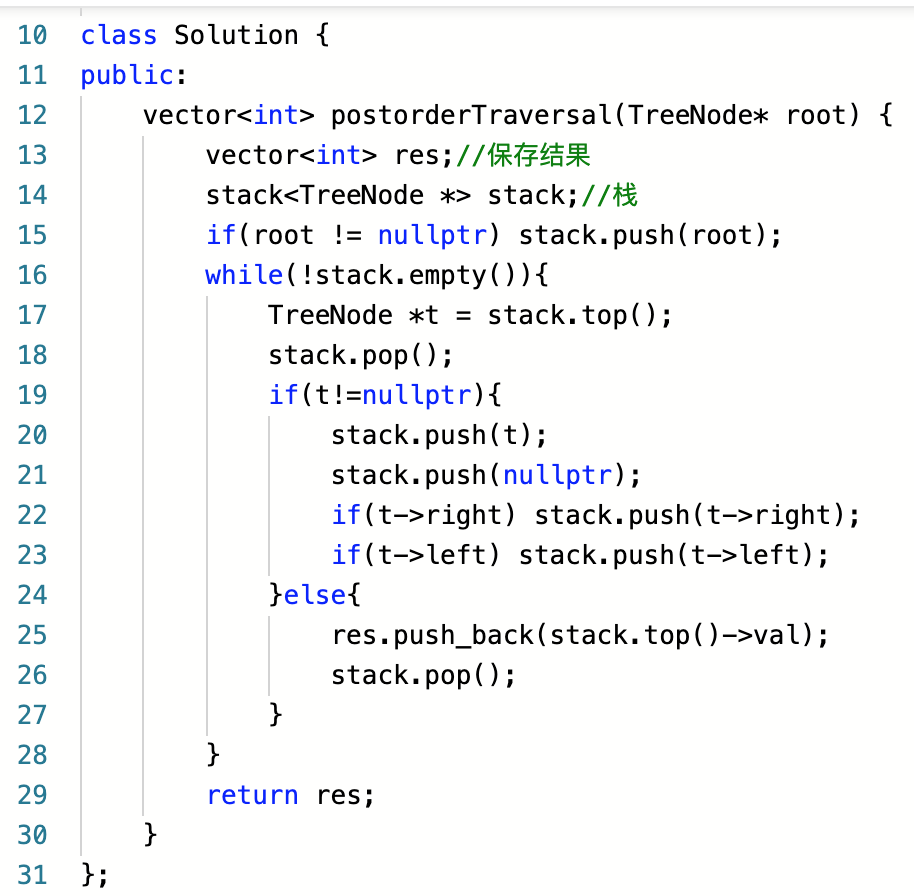 10 class Solution {
11 public:
12     vector<int> postorderTraversal(TreeNode* root) {
13         vector<int> res;//保存结果
14         stack<TreeNode *> stack;//栈
15         if(root != nullptr) stack.push(root);
16         while(!stack.empty()){
17             TreeNode *t = stack.top();
18             stack.pop();
19             if(t!=nullptr){
20                 stack.push(t);
21                 stack.push(nullptr);
22                 if(t->right) stack.push(t->right);
23                 if(t->left) stack.push(t->left);
24             }else{
25                 res.push_back(stack.top()->val);
26                 stack.pop();
27             }
28         }
29         return res;
30     }
31 };